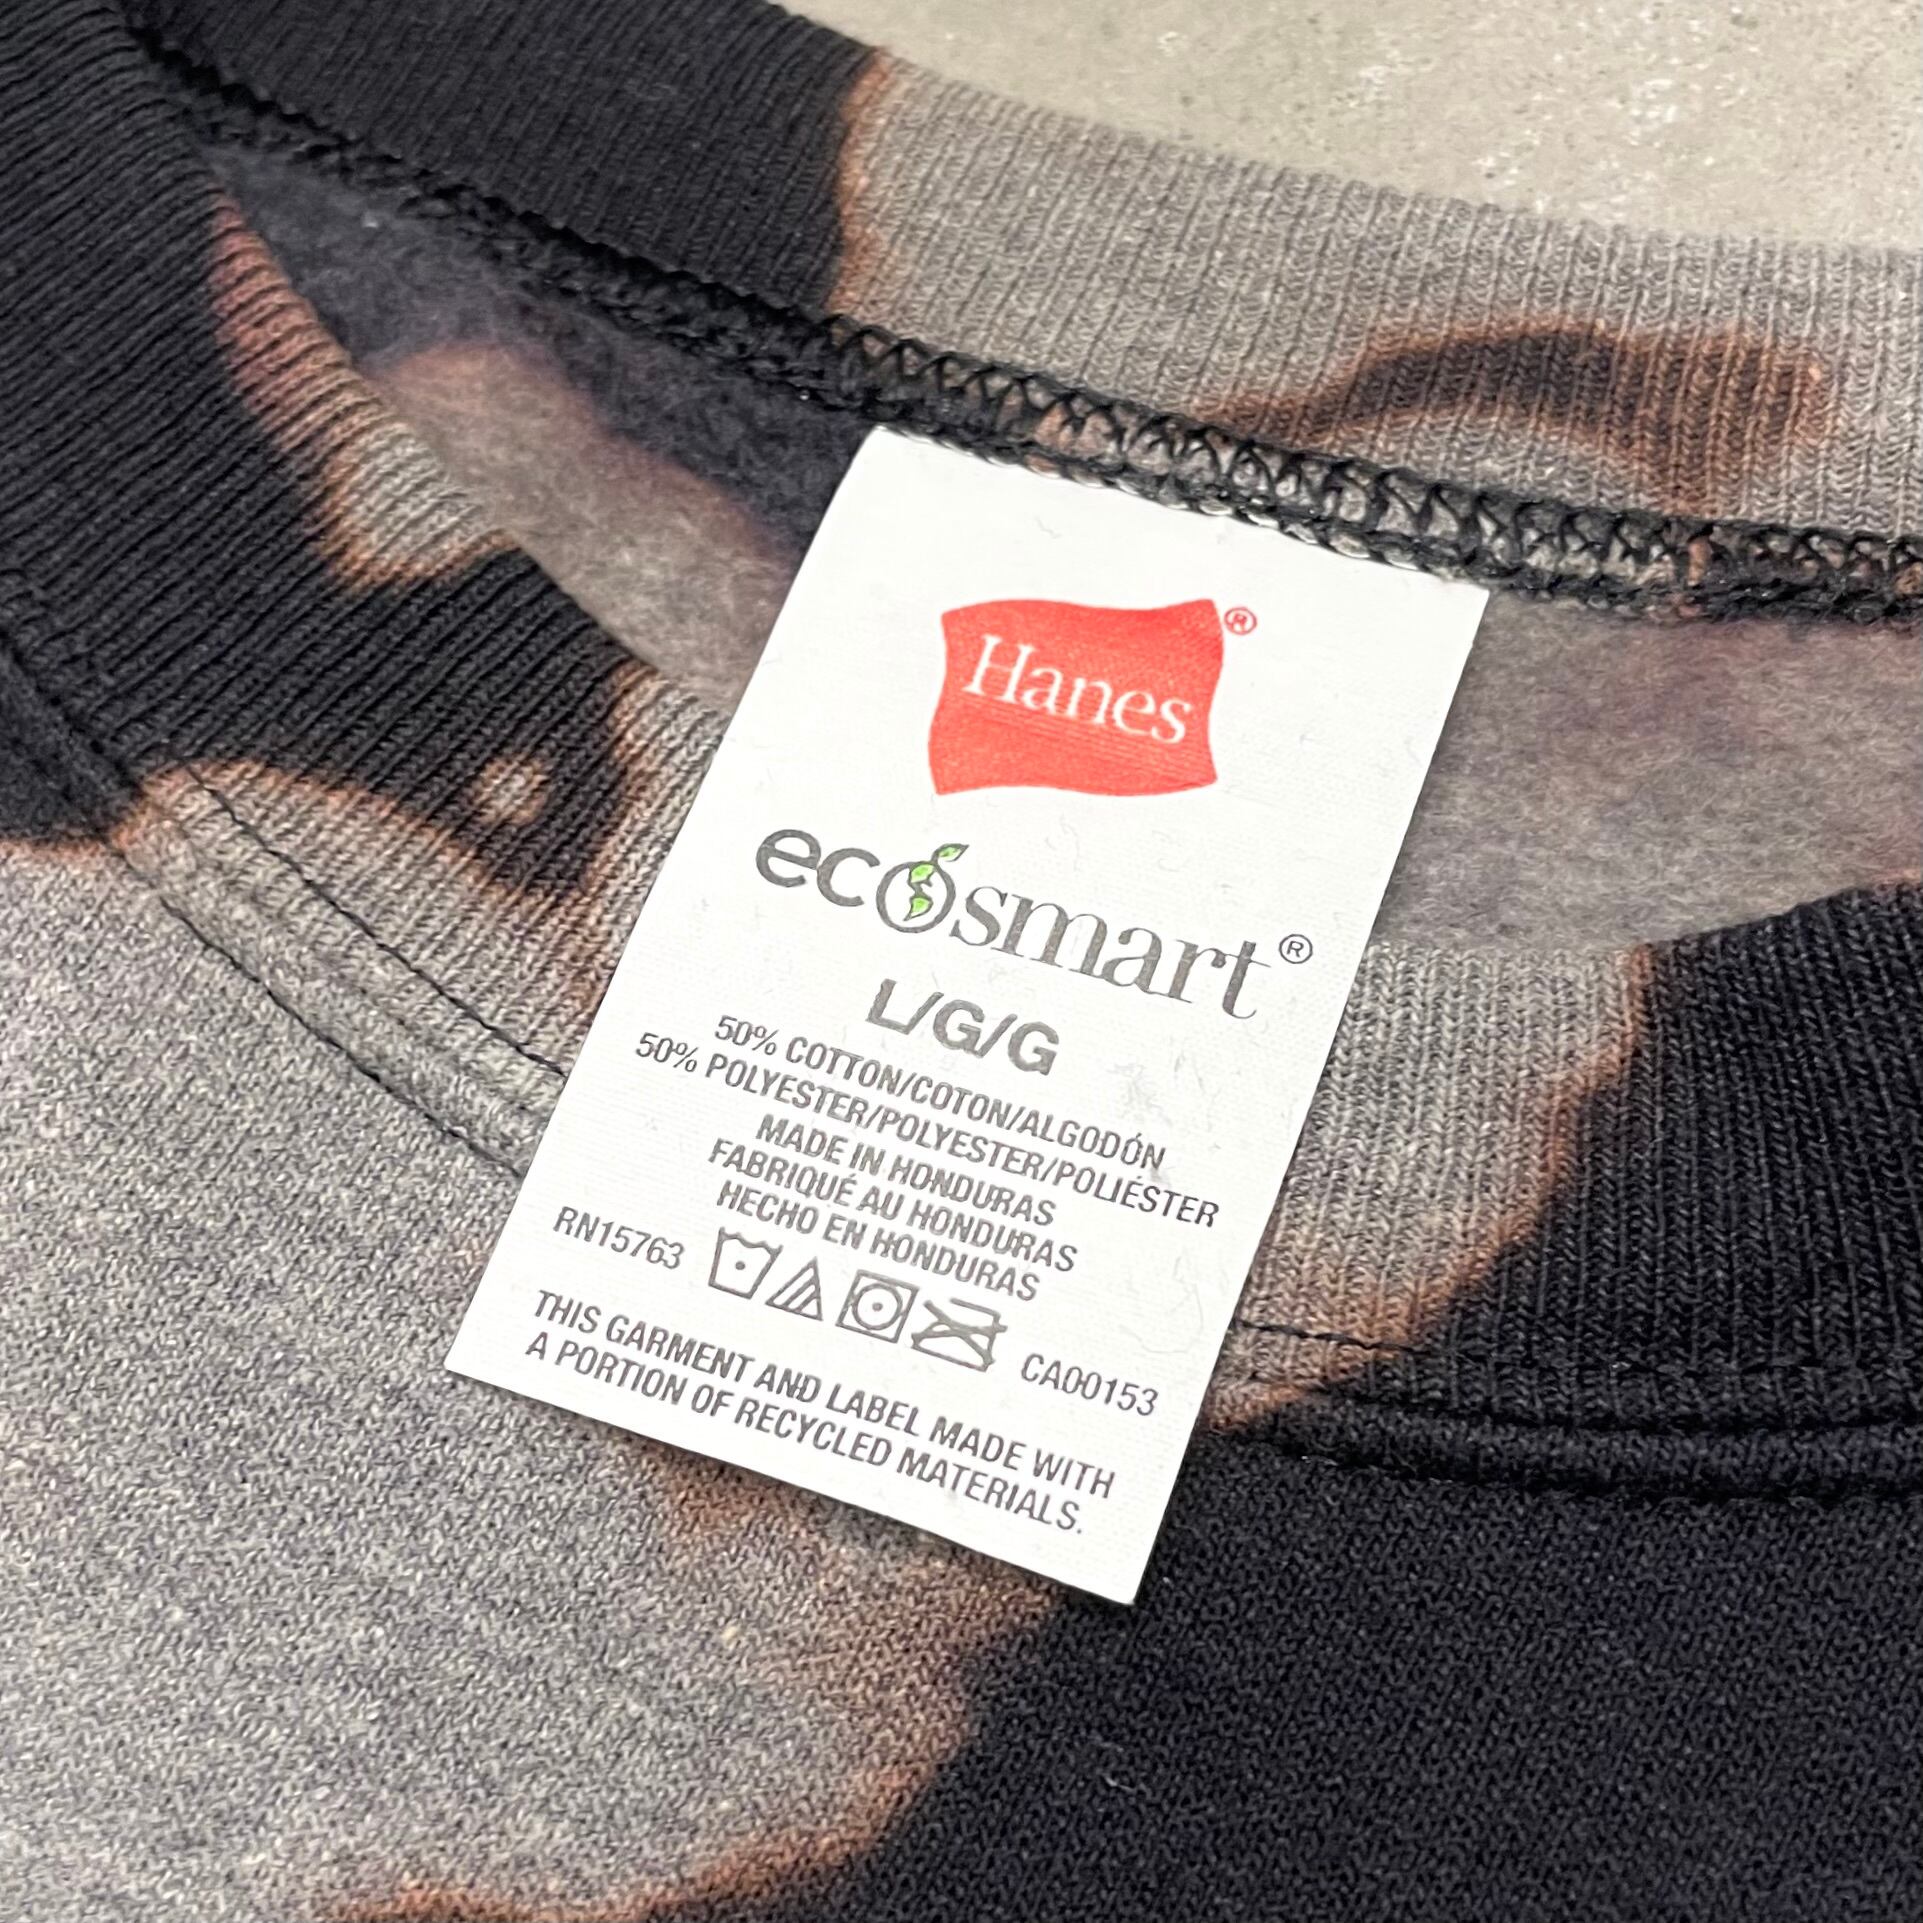 Hanes®
ecosmart®
L/G/G
50% COTTON/COTON/ALGODÓN
50% POLYESTER/POLYESTER/POLIÉSTER
MADE IN HONDURAS
FABRIQUÉ AU HONDURAS
HECHO EN HONDURAS
RN15763
CA00153
THIS GARMENT AND LABEL MADE WITH
A PORTION OF RECYCLED MATERIALS.